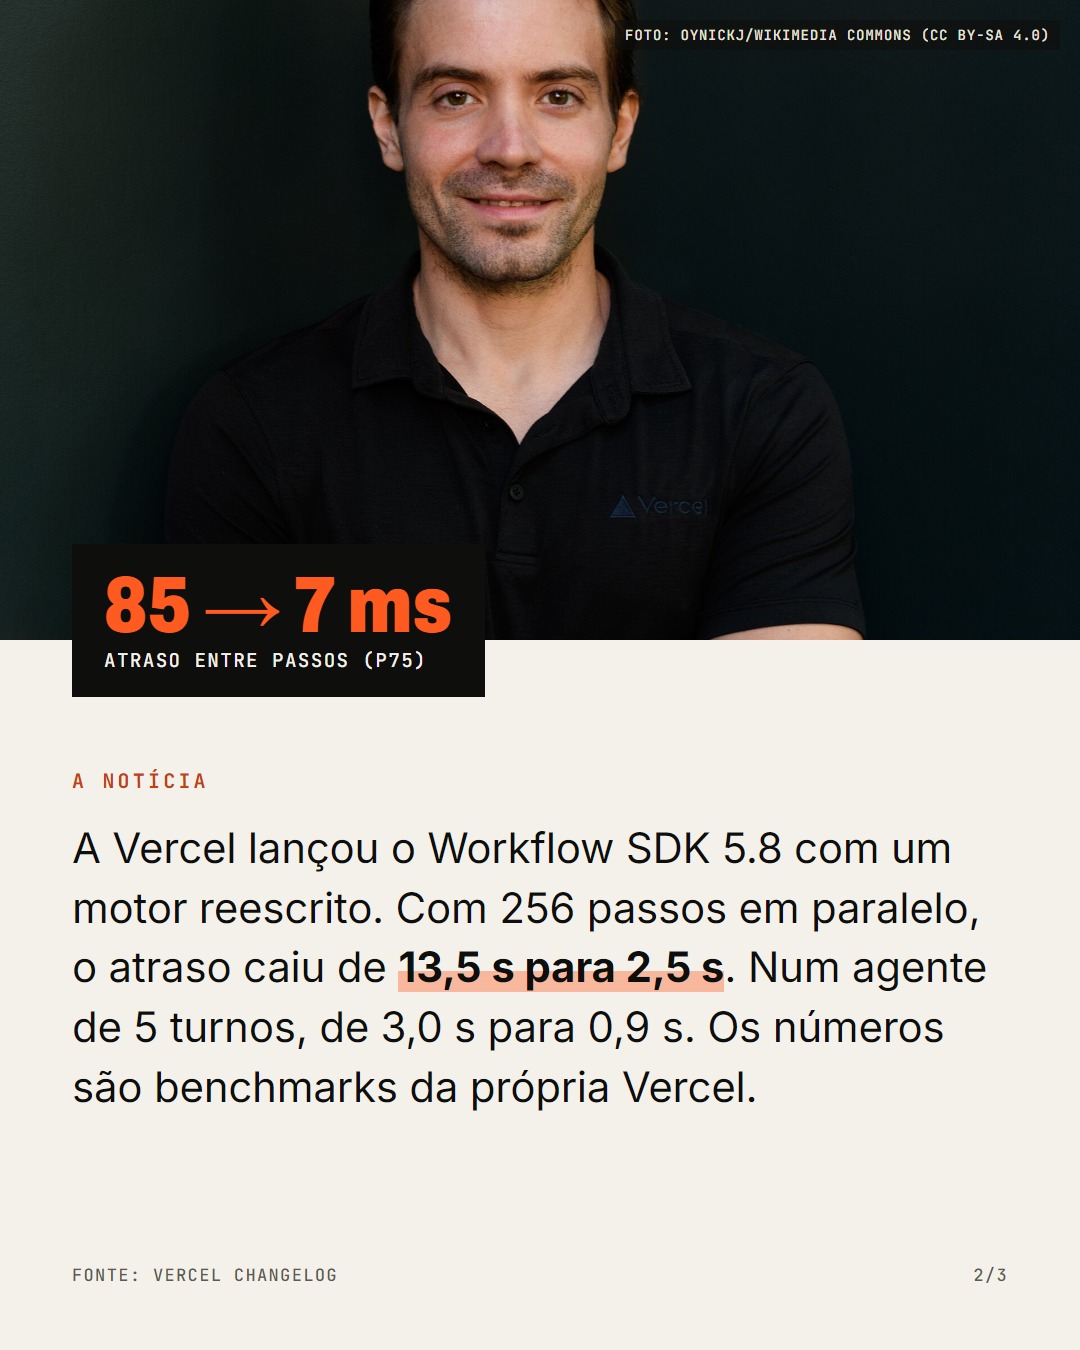 FOTO: OYNICKJ/WIKIMEDIA COMMONS (CC BY-SA 4.0)
Vercel
85 → 7 ms
ATRASO ENTRE PASSOS (P75)
A NOTÍCIA
A Vercel lançou o Workflow SDK 5.8 com um
motor reescrito. Com 256 passos em paralelo,
o atraso caiu de 13,5 s para 2,5 s. Num agente
de 5 turnos, de 3,0 s para 0,9 s. Os números
são benchmarks da própria Vercel.
FONTE: VERCEL CHANGELOG
2/3